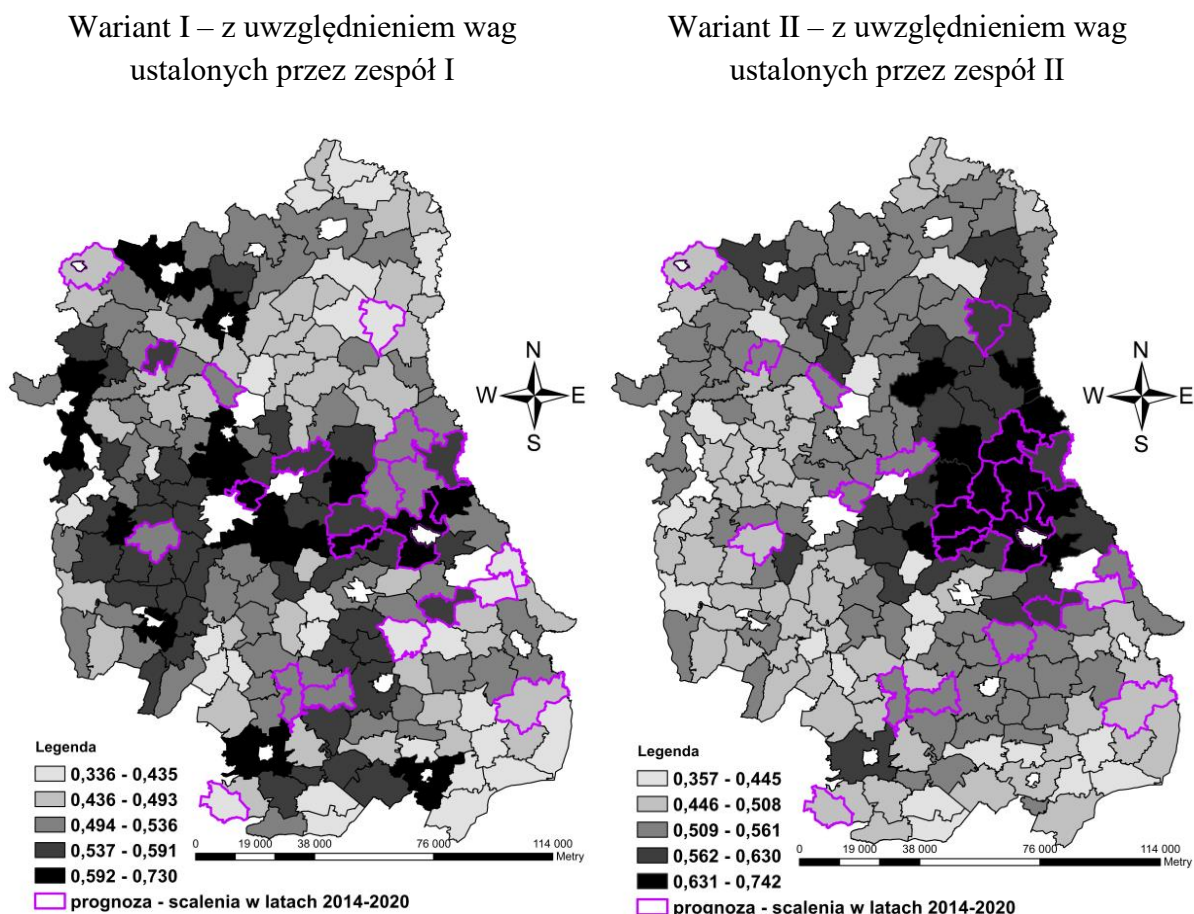 Wariant I – z uwzględnieniem wag
ustalonych przez zespół I
Wariant II – z uwzględnieniem wag
ustalonych przez zespół II
N
W E
S
Legenda
0,336 - 0,435
0,436 - 0,493
0,494 - 0,536
0,537 - 0,591
0,592 - 0,730
prognoza - scalenia w latach 2014-2020
0 19 000 38 000 76 000 114 000
Metry
N
W E
S
Legenda
0,357 - 0,445
0,446 - 0,508
0,509 - 0,561
0,562 - 0,630
0,631 - 0,742
prognoza - scalenia w latach 2014-2020
0 19 000 38 000 76 000 114 000
Metry